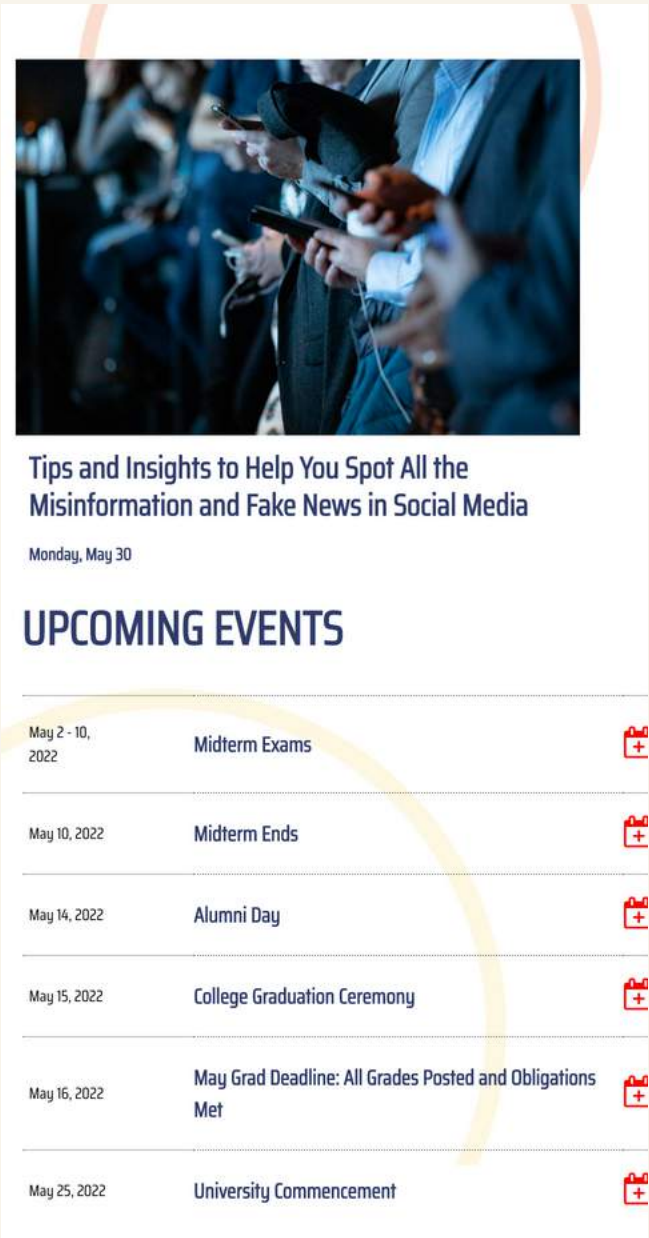 Tips and Insights to Help You Spot All the
Misinformation and Fake News in Social Media
Monday, May 30
UPCOMING EVENTS
May 2 - 10,
2022
Midterm Exams
May 10, 2022
Midterm Ends
May 14, 2022
Alumni Day
May 15, 2022
College Graduation Ceremony
May 16, 2022
May Grad Deadline: All Grades Posted and Obligations
Met
May 25, 2022
University Commencement